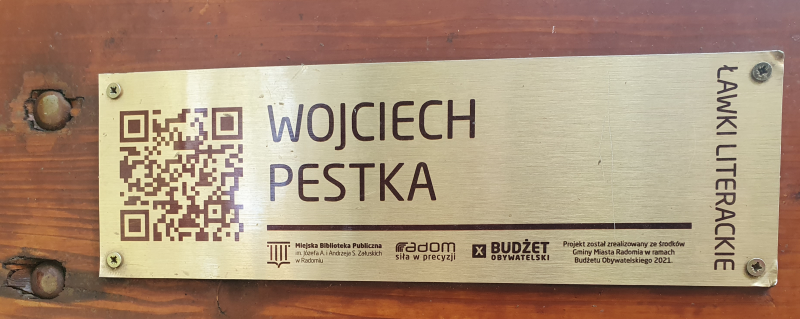 WOJCIECH
PESTKA
ŁAWKI LITERACKIE
Miejska Biblioteka Publiczna
im. Józefa A. i Andrzeja S. Załuskich
w Radomiu
Radom
siła w precyzji
X BUDŻET
OBYWATELSKI
Projekt został zrealizowany ze środków
Gminy Miasta Radomia w ramach
Budżetu Obywatelskiego 2021.